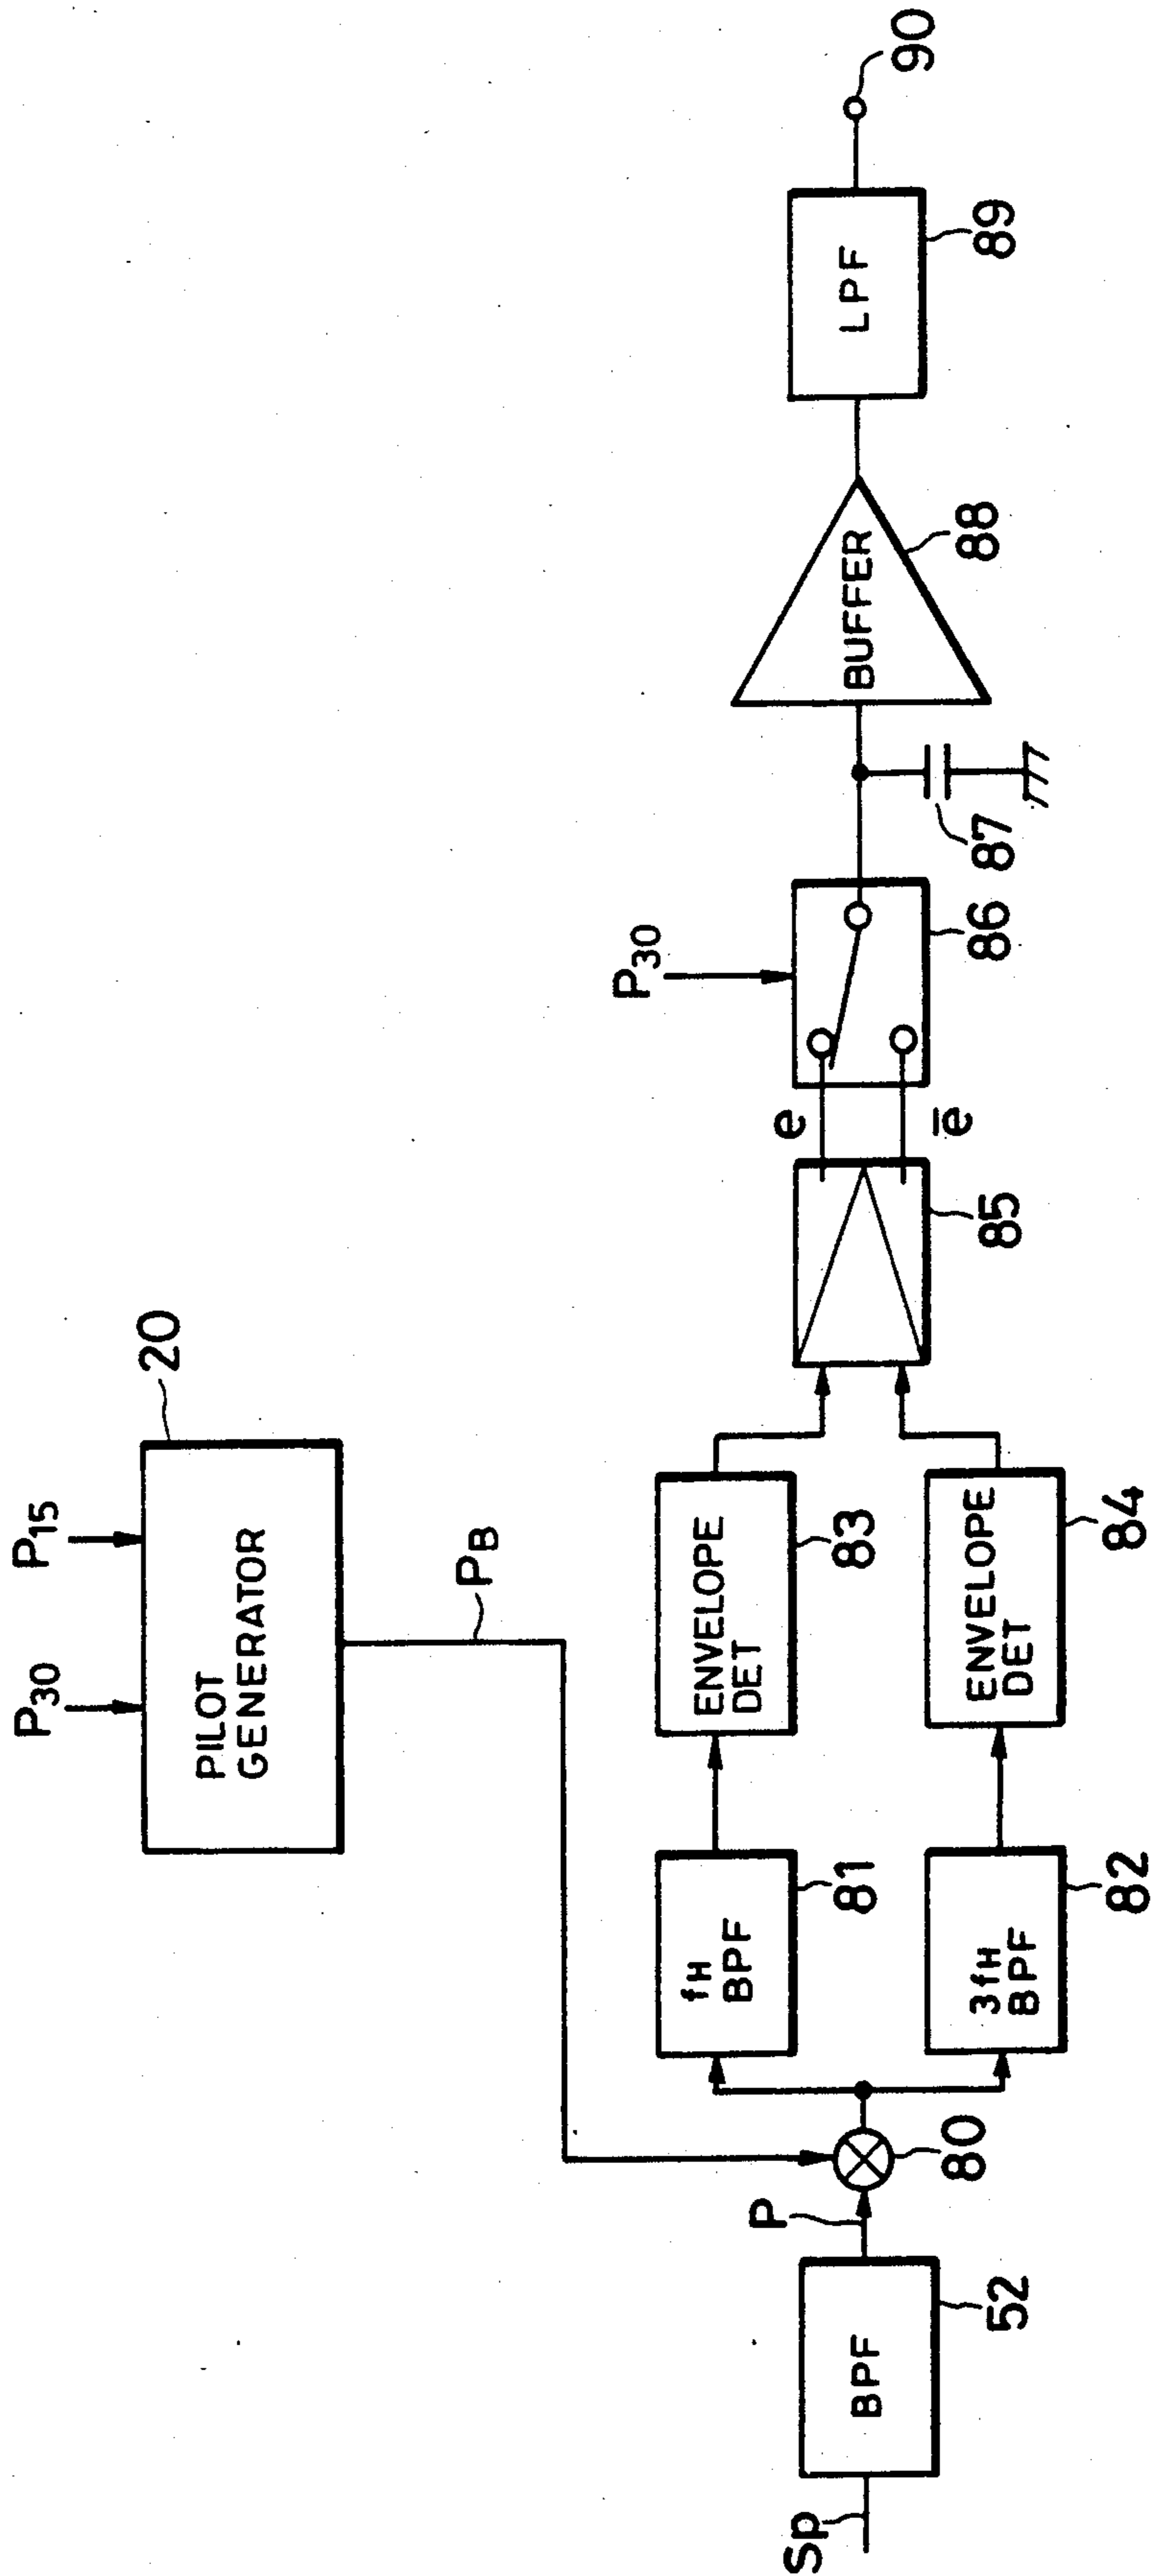 P30
P15
20
PILOT
GENERATOR
PB
Sp
BPF
52
P
80
fH
BPF
81
3fH
BPF
82
ENVELOPE
DET
83
ENVELOPE
DET
84
85
e
e̅
P30
86
87
BUFFER
88
LPF
89
90